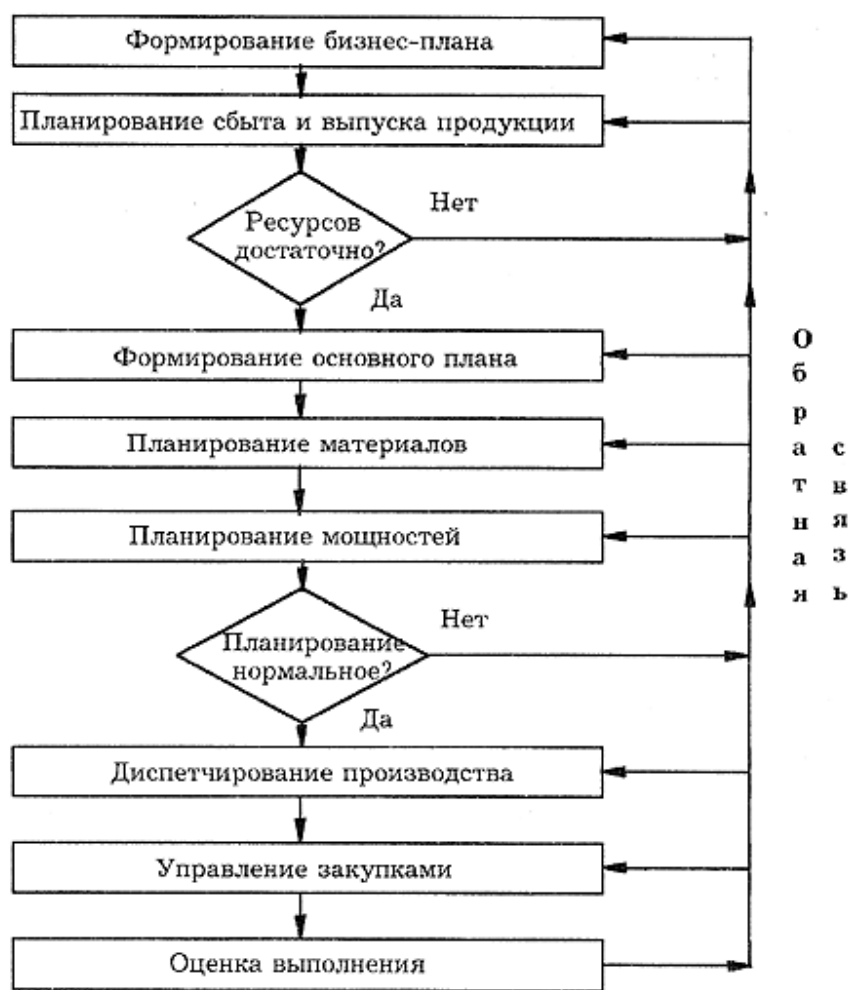 Формирование бизнес-плана
Планирование сбыта и выпуска продукции
Ресурсов
достаточно?
Нет
Да
Формирование основного плана
Планирование материалов
Планирование мощностей
Планирование
нормальное?
Нет
Да
Диспетчирование производства
Управление закупками
Оценка выполнения
Обратная
связь